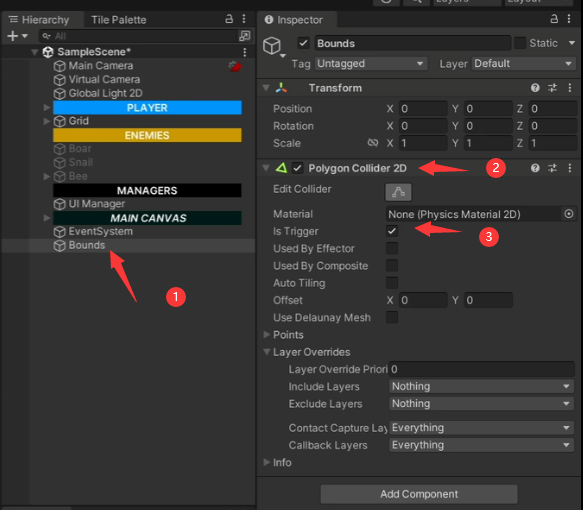 Layers
Layout
Hierarchy
Tile Palette
All
SampleScene*
Main Camera
Virtual Camera
Global Light 2D
PLAYER
Grid
ENEMIES
Boar
Snail
Bee
MANAGERS
UI Manager
MAIN CANVAS
EventSystem
Bounds
1
Inspector
Bounds
Static
Tag Untagged Layer Default
Transform
Position X 0 Y 0 Z 0
Rotation X 0 Y 0 Z 0
Scale X 1 Y 1 Z 1
Polygon Collider 2D
2
Edit Collider
Material None (Physics Material 2D)
Is Trigger
3
Used By Effector
Used By Composite
Auto Tiling
Offset X 0 Y 0
Use Delaunay Mesh
Points
Layer Overrides
Layer Override Priori 0
Include Layers Nothing
Exclude Layers Nothing
Contact Capture Lay Everything
Callback Layers Everything
Info
Add Component